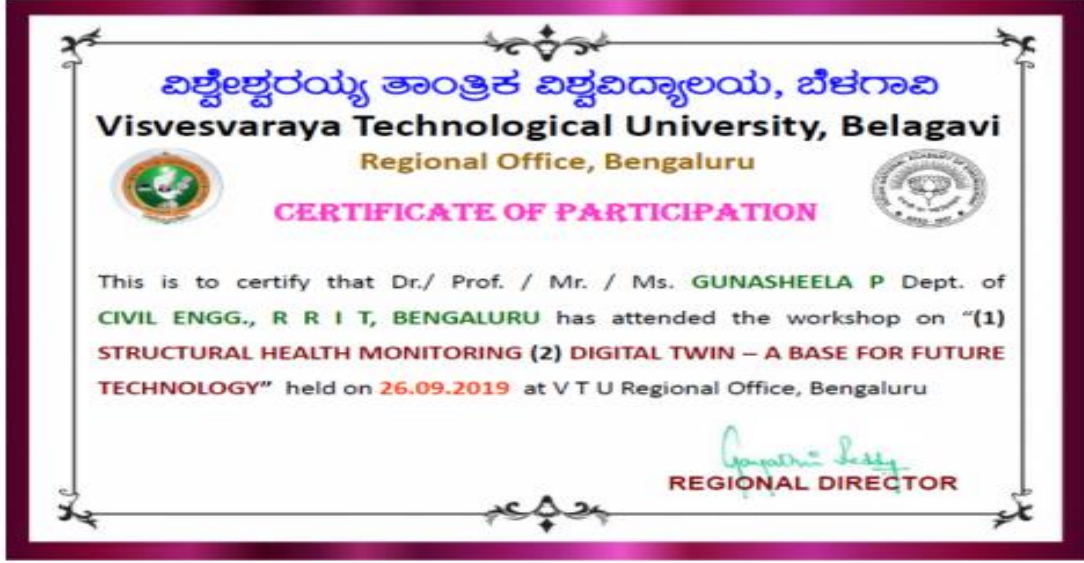 ವಿಶ್ವೇಶ್ವರಯ್ಯ ತಾಂತ್ರಿಕ ವಿಶ್ವವಿದ್ಯಾಲಯ, ಬೆಳಗಾವಿ
Visvesvaraya Technological University, Belagavi
Regional Office, Bengaluru
CERTIFICATE OF PARTICIPATION
This is to certify that Dr./ Prof. / Mr. / Ms. GUNASHEELA P Dept. of
CIVIL ENGG., R R I T, BENGALURU has attended the workshop on “(1)
STRUCTURAL HEALTH MONITORING (2) DIGITAL TWIN – A BASE FOR FUTURE
TECHNOLOGY” held on 26.09.2019 at V T U Regional Office, Bengaluru
Gayathri Reddy
REGIONAL DIRECTOR